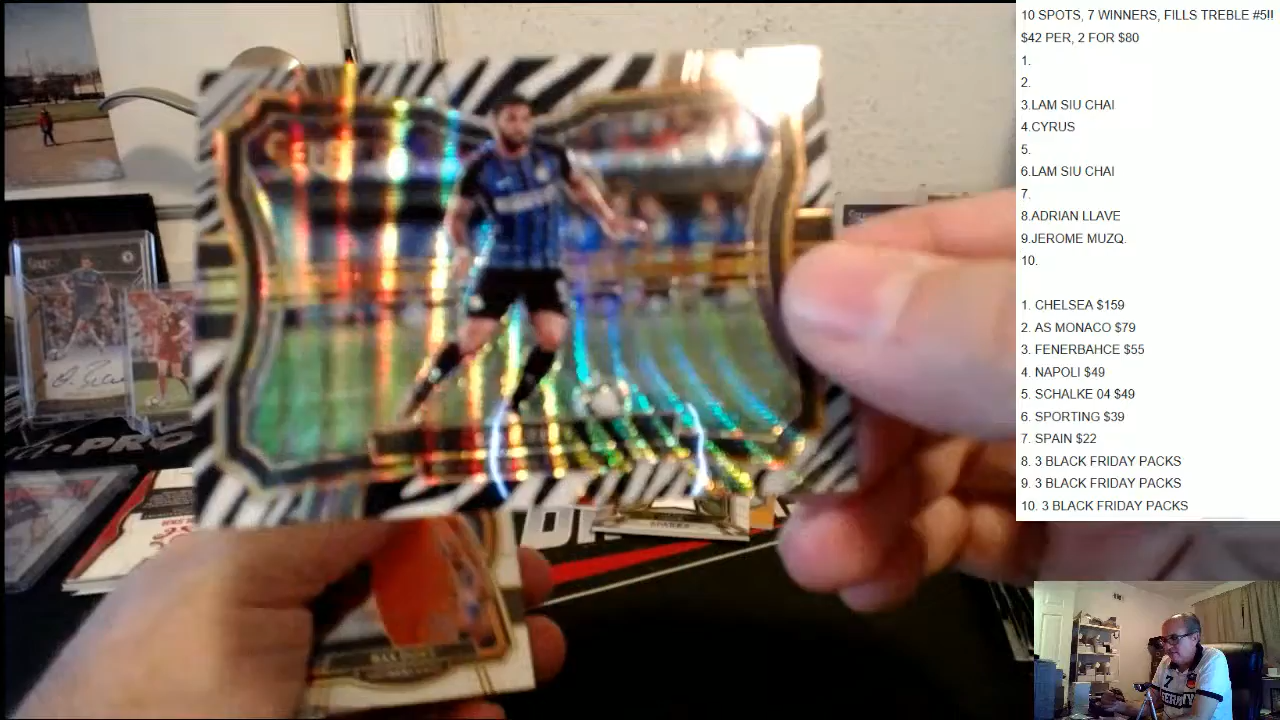 10 SPOTS, 7 WINNERS, FILLS TREBLE #5!!
$42 PER, 2 FOR $80
1.
2.
3.LAM SIU CHAI
4.CYRUS
5.
6.LAM SIU CHAI
7.
8.ADRIAN LLAVE
9.JEROME MUZQ.
10.
1. CHELSEA $159
2. AS MONACO $79
3. FENERBAHCE $55
4. NAPOLI $49
5. SCHALKE 04 $49
6. SPORTING $39
7. SPAIN $22
8. 3 BLACK FRIDAY PACKS
9. 3 BLACK FRIDAY PACKS
10. 3 BLACK FRIDAY PACKS
PRO
7